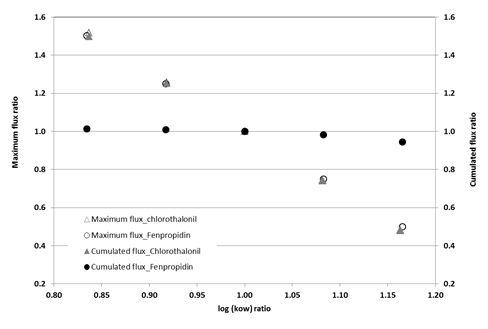 1.6
1.4
1.2
1.0
0.8
0.6
0.4
0.2
Maximum flux ratio
1.6
1.4
1.2
1.0
0.8
0.6
0.4
0.2
Cumulated flux ratio
Maximum flux_chlorothalonil
Maximum flux_Fenpropidin
Cumulated flux_Chlorothalonil
Cumulated flux_Fenpropidin
0.80 0.85 0.90 0.95 1.00 1.05 1.10 1.15 1.20
log (kow) ratio